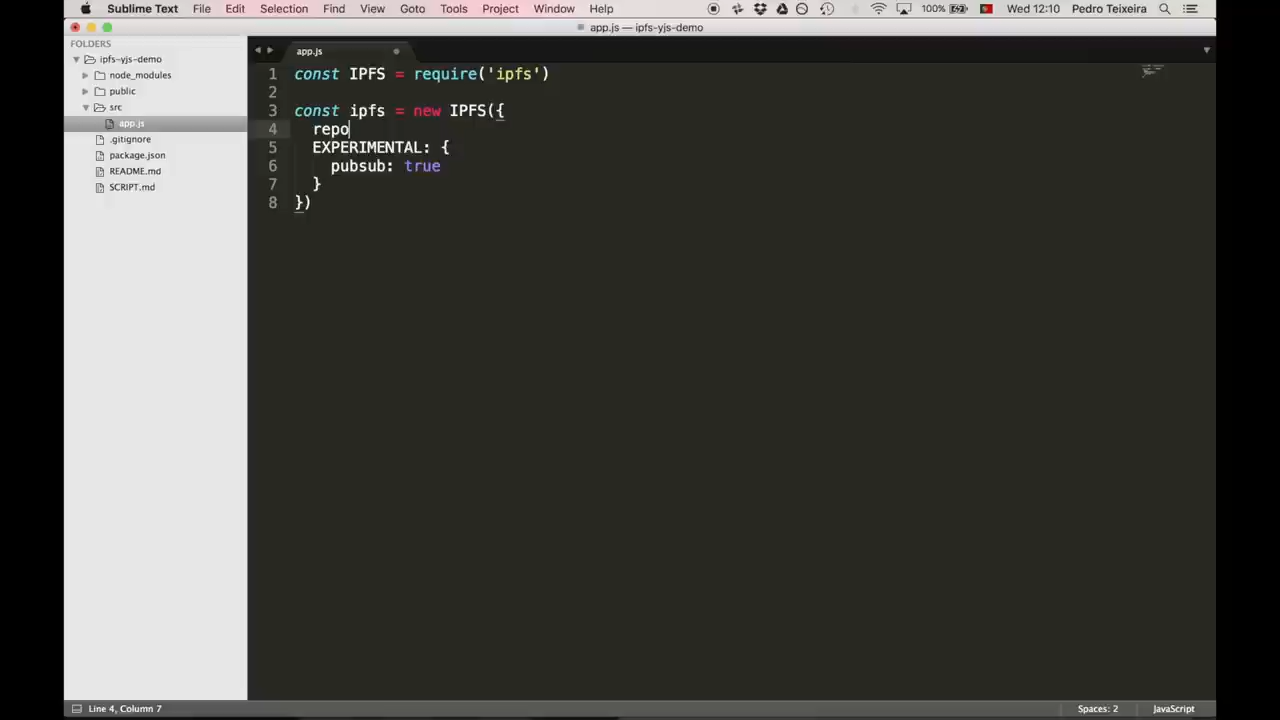 Sublime Text File Edit Selection Find View Goto Tools Project Window Help 100% Wed 12:10 Pedro Teixeira
app.js — ipfs-yjs-demo
FOLDERS
ipfs-yjs-demo
node_modules
public
src
app.js
.gitignore
package.json
README.md
SCRIPT.md
app.js
1 const IPFS = require('ipfs')
2
3 const ipfs = new IPFS({
4 repo
5 EXPERIMENTAL: {
6 pubsub: true
7 }
8 })
Line 4, Column 7 Spaces: 2 JavaScript